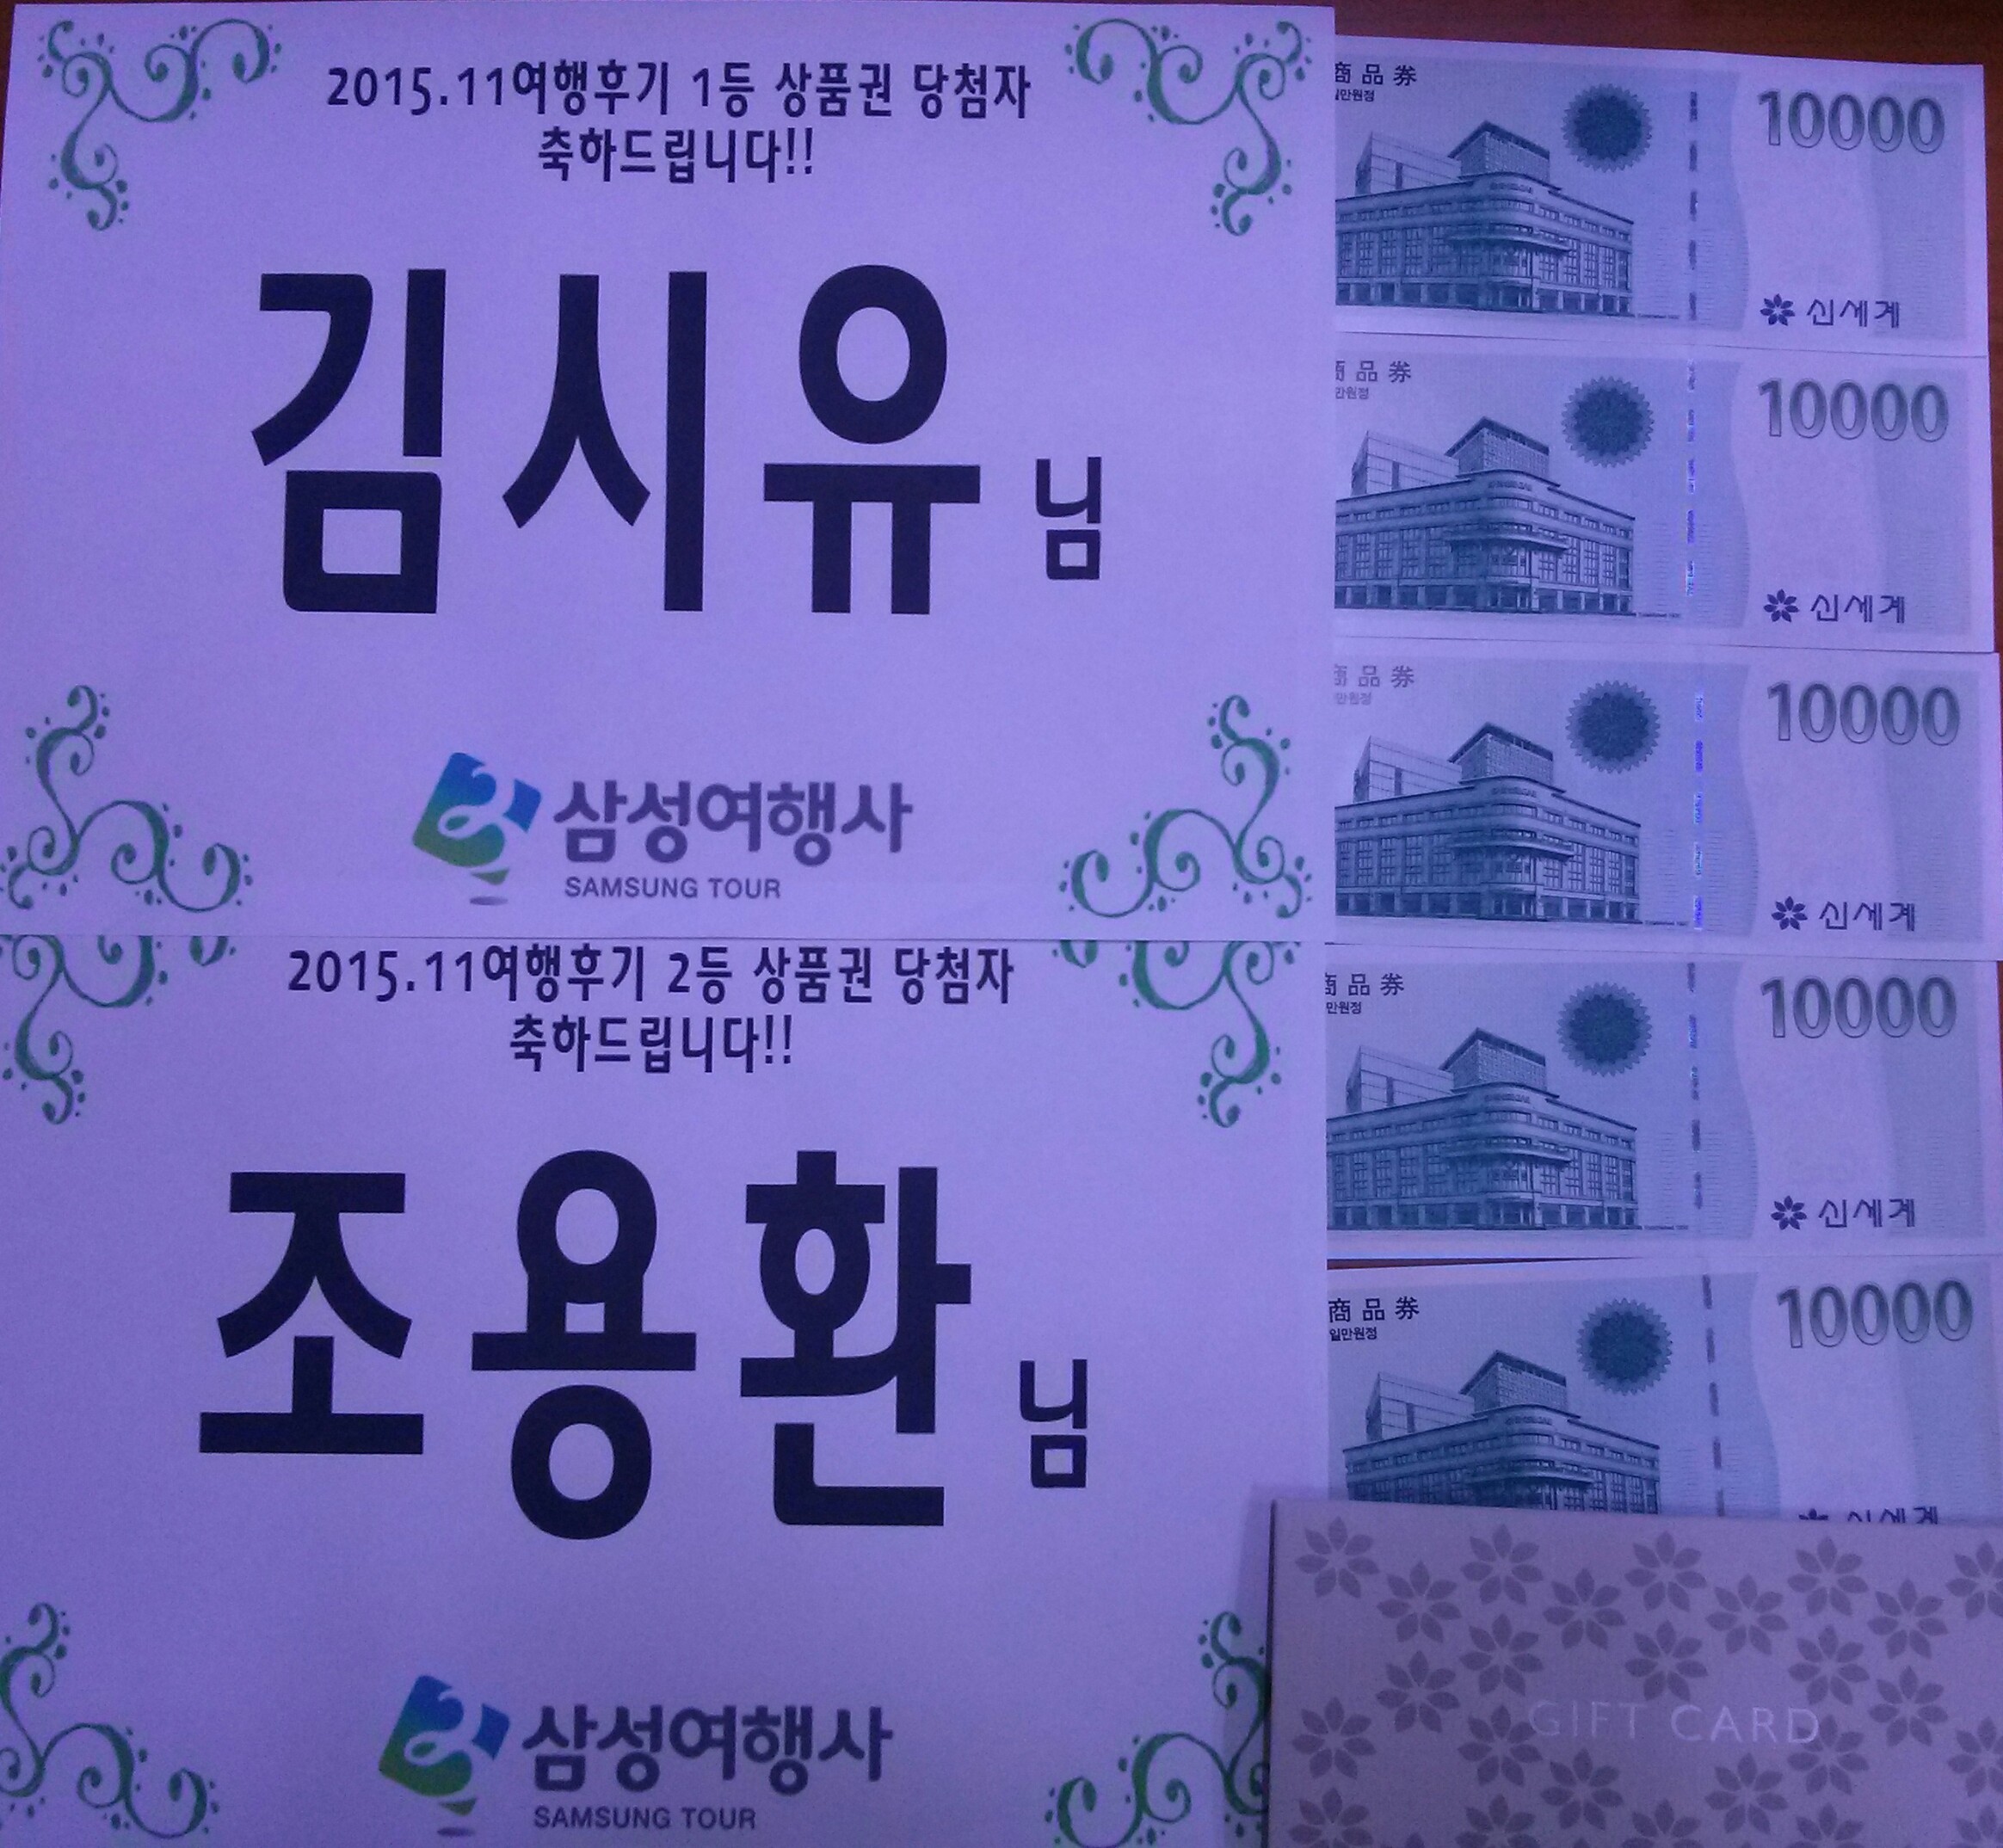 2015.11여행후기 1등 상품권 당첨자
축하드립니다!!
김시유 님
삼성여행사
SAMSUNG TOUR
2015.11여행후기 2등 상품권 당첨자
축하드립니다!!
조용환 님
삼성여행사
SAMSUNG TOUR
商品券
일만원정
10000
신세계
商品券
만원정
10000
신세계
商品券
만원정
10000
신세계
商品券
만원정
10000
신세계
商品券
일만원정
10000
신세계
GIFT CARD